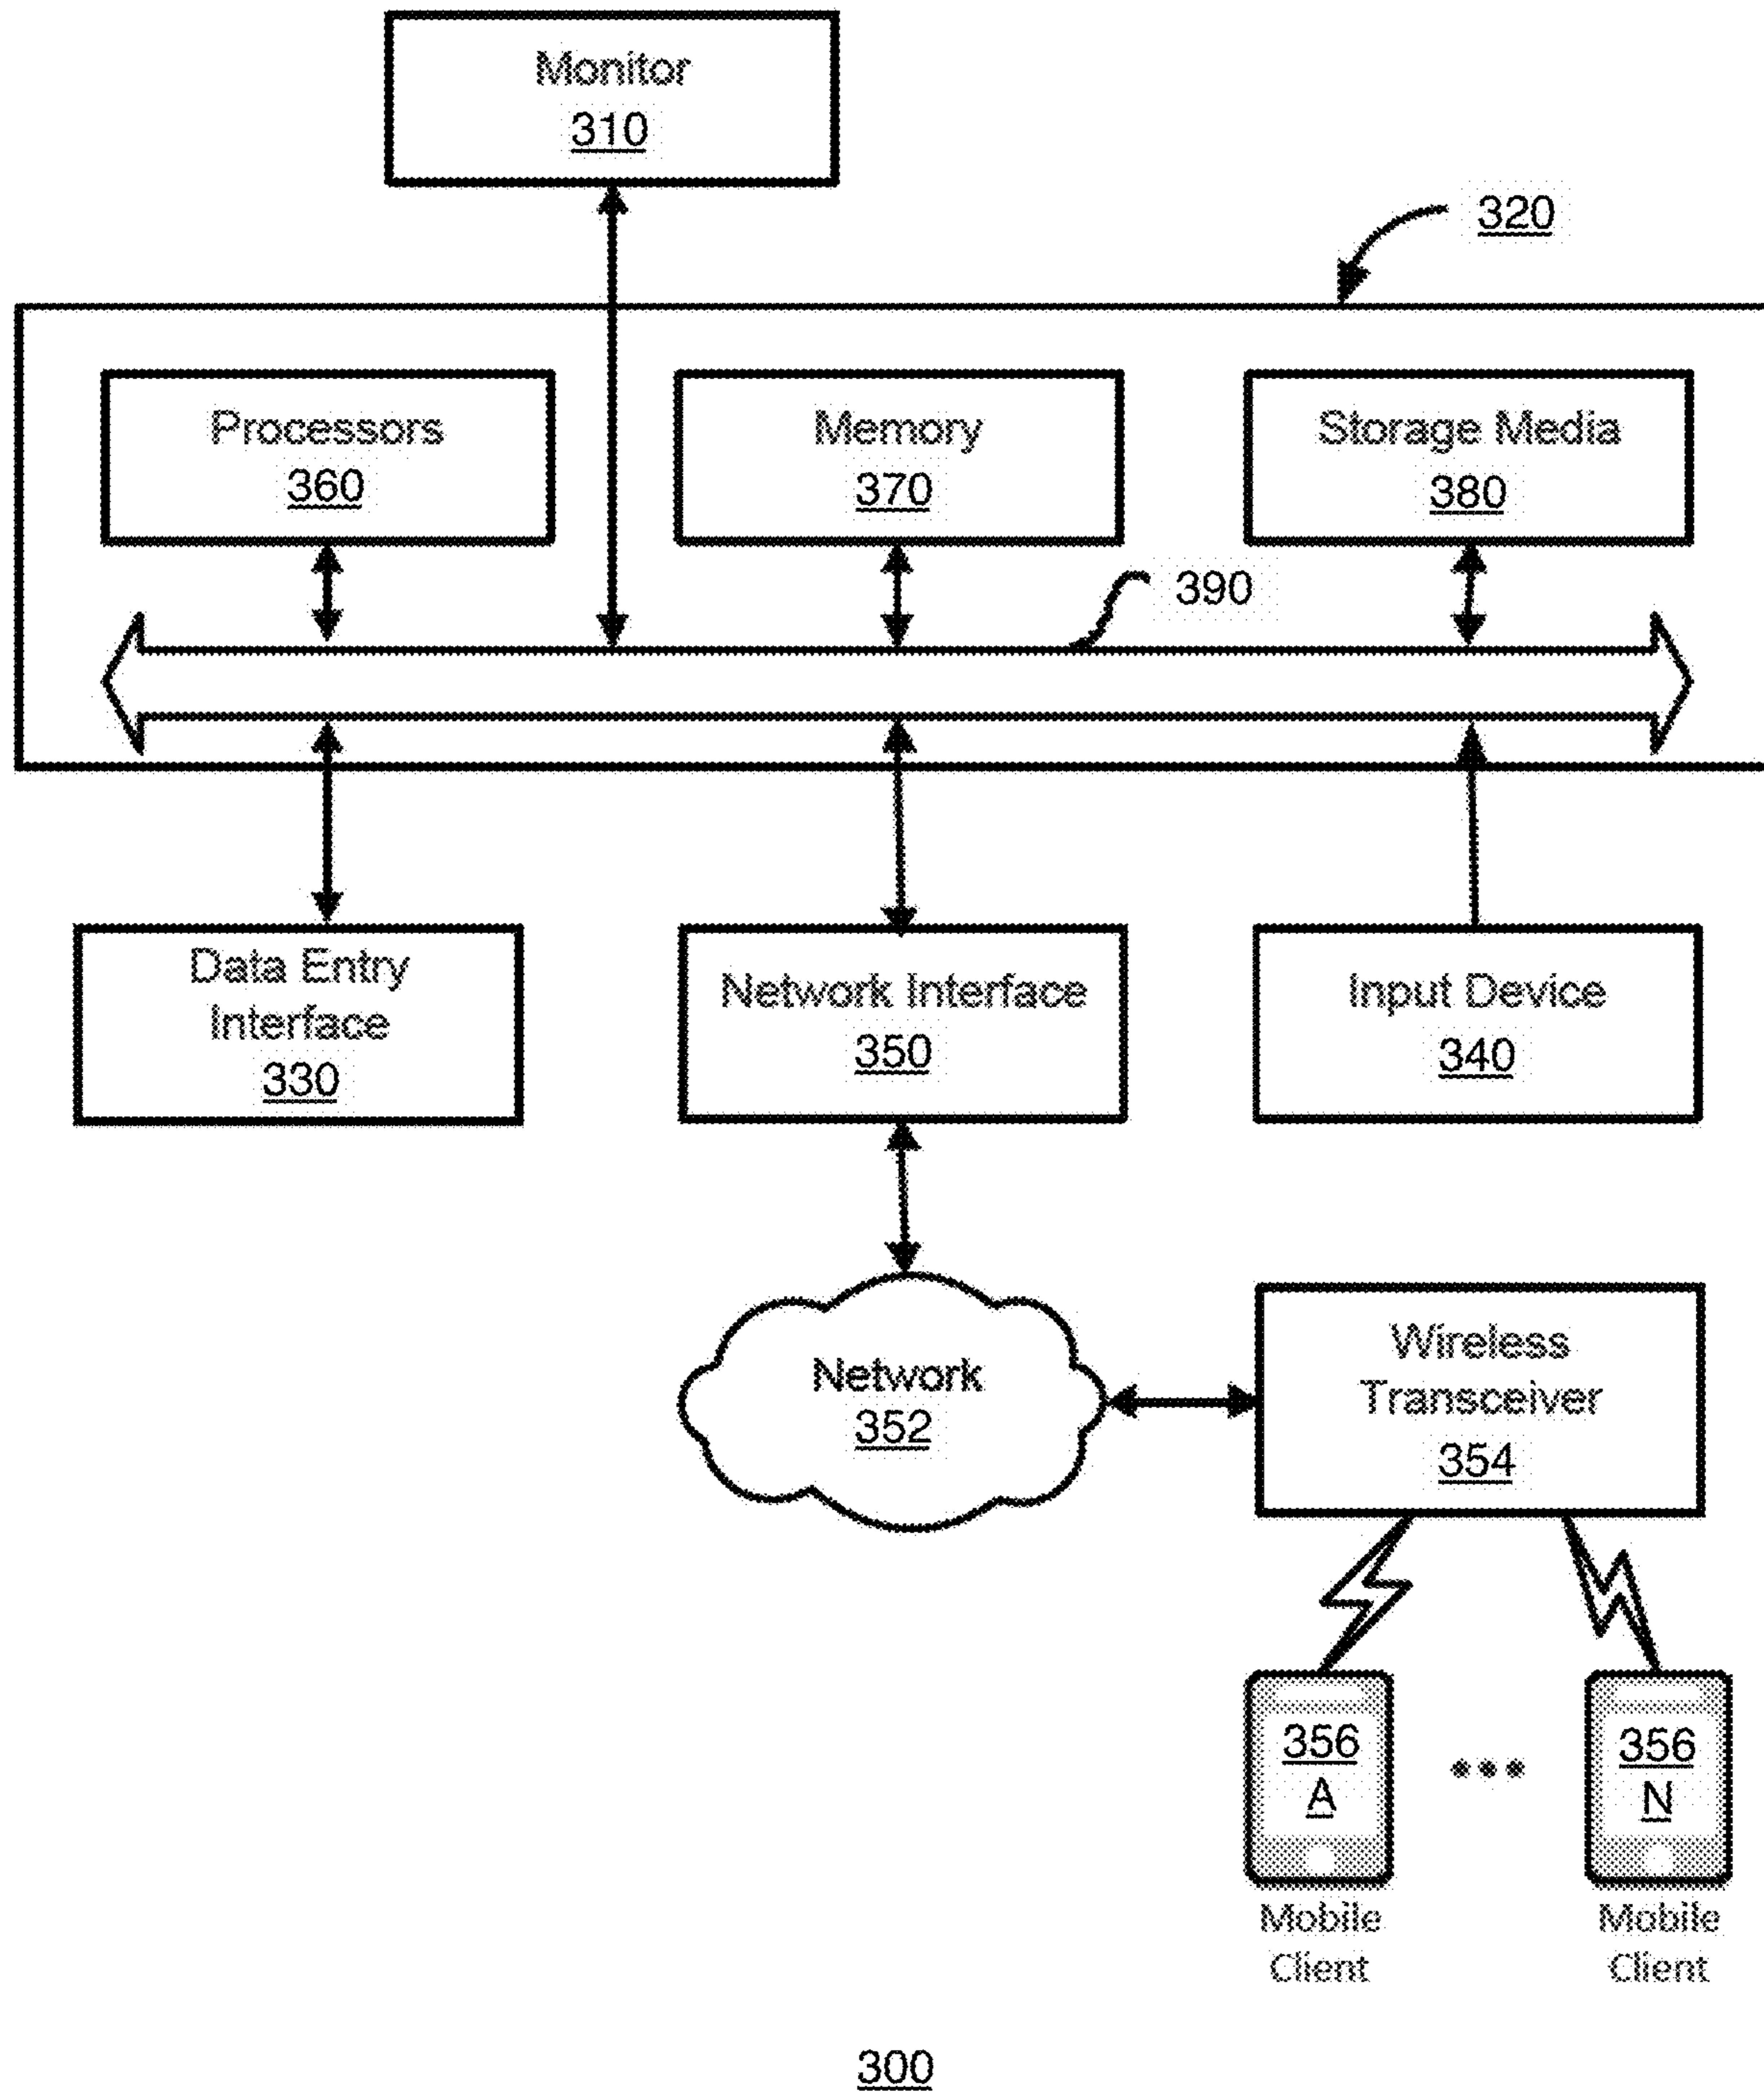 Monitor
310
320
Processors
360
Memory
370
Storage Media
380
390
Data Entry
Interface
330
Network Interface
350
Input Device
340
Network
352
Wireless
Transceiver
354
356
A
356
N
Mobile
Client
Mobile
Client
300